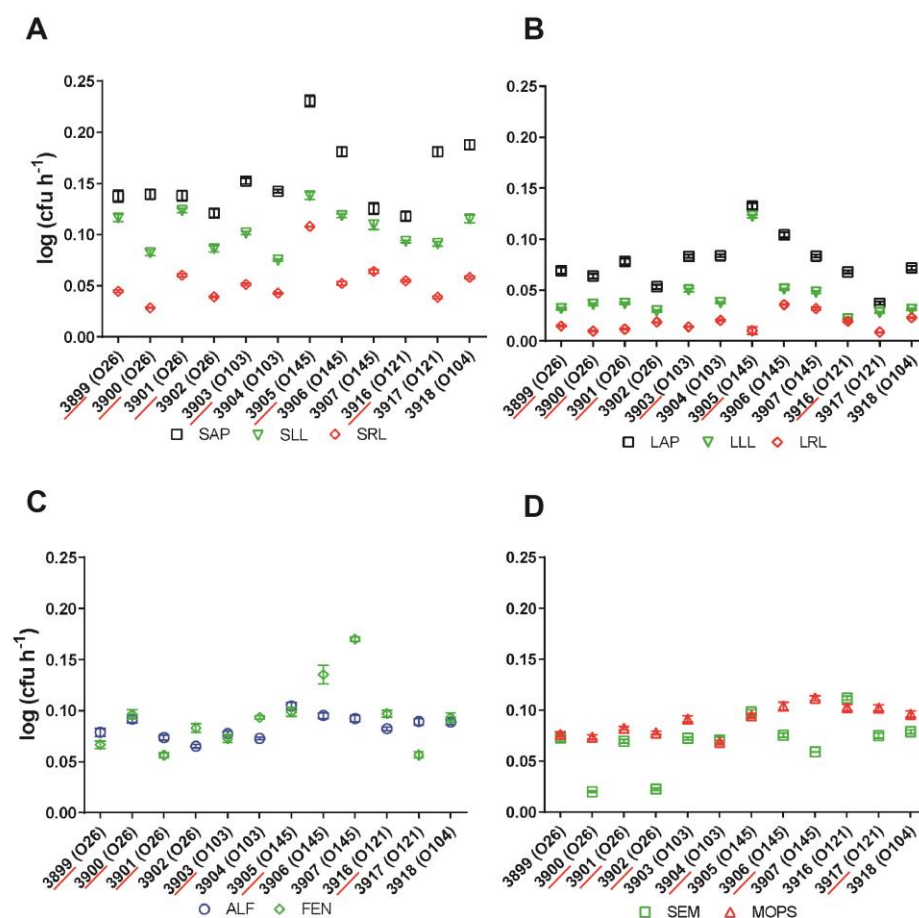 A
log (cfu h-1)
0.25
0.20
0.15
0.10
0.05
0.00
3899 (O26)
3900 (O26)
3901 (O26)
3902 (O26)
3903 (O103)
3904 (O103)
3905 (O145)
3906 (O145)
3907 (O145)
3916 (O121)
3917 (O121)
3918 (O104)
SAP SLL SRL
B
0.25
0.20
0.15
0.10
0.05
0.00
3899 (O26)
3900 (O26)
3901 (O26)
3902 (O26)
3903 (O103)
3904 (O103)
3905 (O145)
3906 (O145)
3907 (O145)
3916 (O121)
3917 (O121)
3918 (O104)
LAP LLL LRL
C
log (cfu h-1)
0.25
0.20
0.15
0.10
0.05
0.00
3899 (O26)
3900 (O26)
3901 (O26)
3902 (O26)
3903 (O103)
3904 (O103)
3905 (O145)
3906 (O145)
3907 (O145)
3916 (O121)
3917 (O121)
3918 (O104)
ALF FEN
D
0.25
0.20
0.15
0.10
0.05
0.00
3899 (O26)
3900 (O26)
3901 (O26)
3902 (O26)
3903 (O103)
3904 (O103)
3905 (O145)
3906 (O145)
3907 (O145)
3916 (O121)
3917 (O121)
3918 (O104)
SEM MOPS